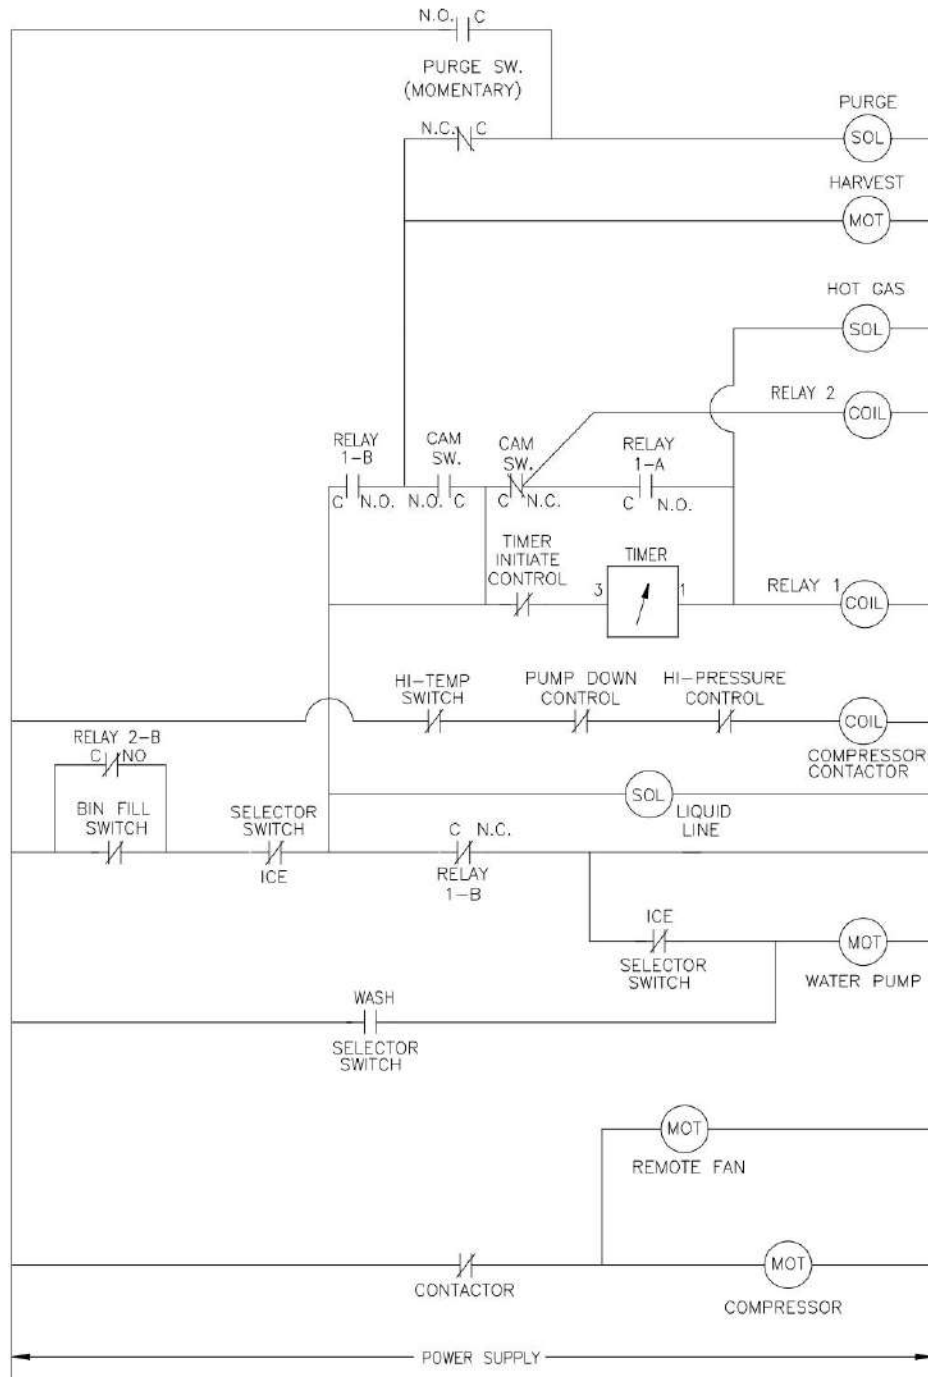 N.O. C
PURGE SW.
(MOMENTARY)
PURGE
N.C. C
SOL
HARVEST
MOT
HOT GAS
SOL
RELAY 2
COIL
RELAY
1-B
CAM
SW.
CAM
SW.
RELAY
1-A
C N.O.
N.O. C
C N.C.
C N.O.
TIMER
INITIATE
CONTROL
TIMER
3
1
RELAY 1
COIL
HI-TEMP
SWITCH
PUMP DOWN
CONTROL
HI-PRESSURE
CONTROL
COIL
COMPRESSOR
CONTACTOR
RELAY 2-B
C NO
SOL
LIQUID
LINE
BIN FILL
SWITCH
SELECTOR
SWITCH
ICE
C N.C.
RELAY
1-B
ICE
SELECTOR
SWITCH
MOT
WATER PUMP
WASH
SELECTOR
SWITCH
MOT
REMOTE FAN
CONTACTOR
MOT
COMPRESSOR
POWER SUPPLY